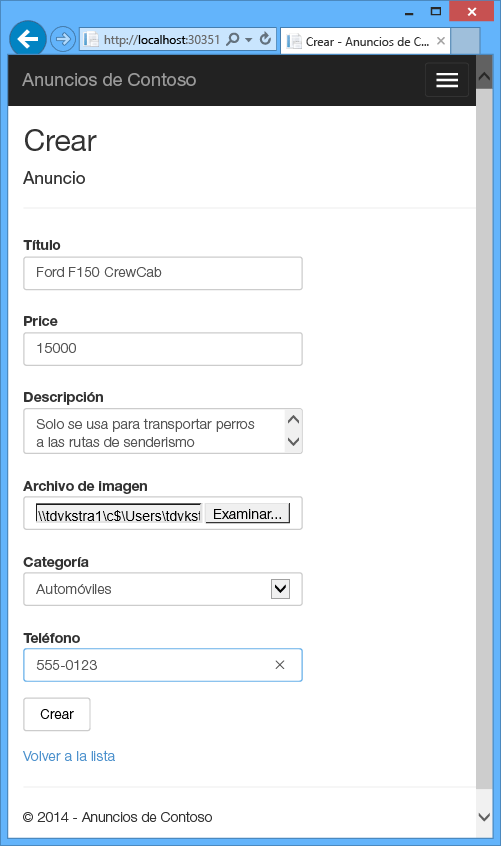 http://localhost:30351
Crear - Anuncios de C...
Anuncios de Contoso
Crear
Anuncio
Título
Ford F150 CrewCab
Price
15000
Descripción
Solo se usa para transportar perros
a las rutas de senderismo
Archivo de imagen
\\tdykstra1\c$\Users\tdykst
Examinar...
Categoría
Automóviles
Teléfono
555-0123
Crear
Volver a la lista
© 2014 - Anuncios de Contoso